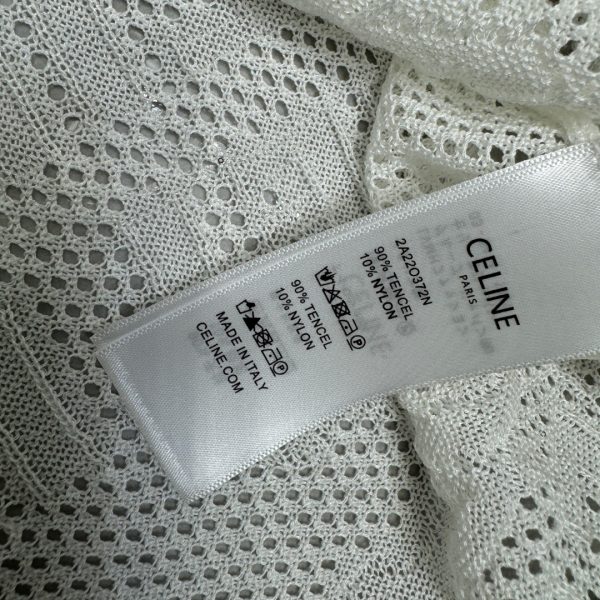 CELINE
PARIS
2A22O372N
90% TENCEL
10% NYLON
90% TENCEL
10% NYLON
MADE IN ITALY
CELINE.COM